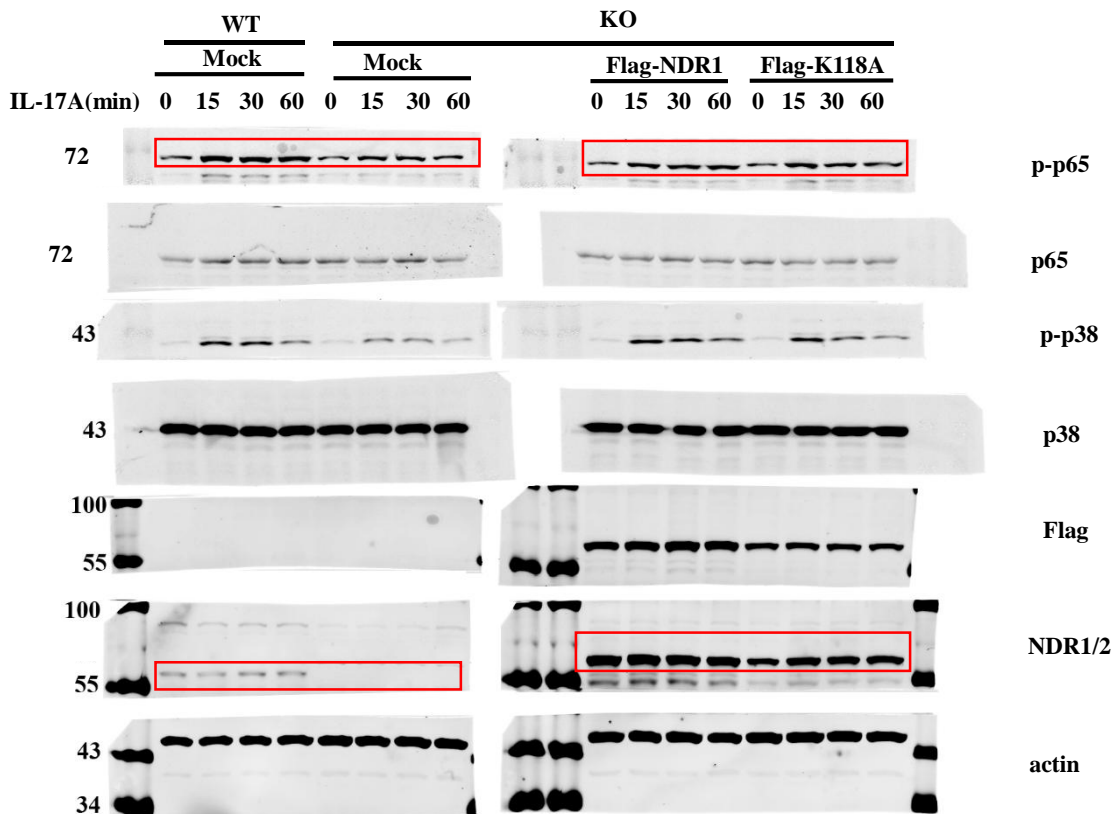 WT KO
Mock Mock Flag-NDR1 Flag-K118A
IL-17A(min) 0 15 30 60 0 15 30 60 0 15 30 60 0 15 30 60
72 p-p65
72 p65
43 p-p38
43 p38
100
Flag
55
100
NDR1/2
55
43
actin
34